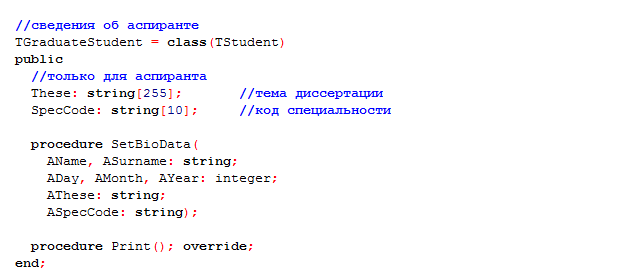 //сведения об аспиранте
TGraduateStudent = class(TStudent)
public
//только для аспиранта
These: string[255]; //тема диссертации
SpecCode: string[10]; //код специальности
procedure SetBioData(
AName, ASurname: string;
ADay, AMonth, AYear: integer;
AThese: string;
ASpecCode: string);
procedure Print(); override;
end;